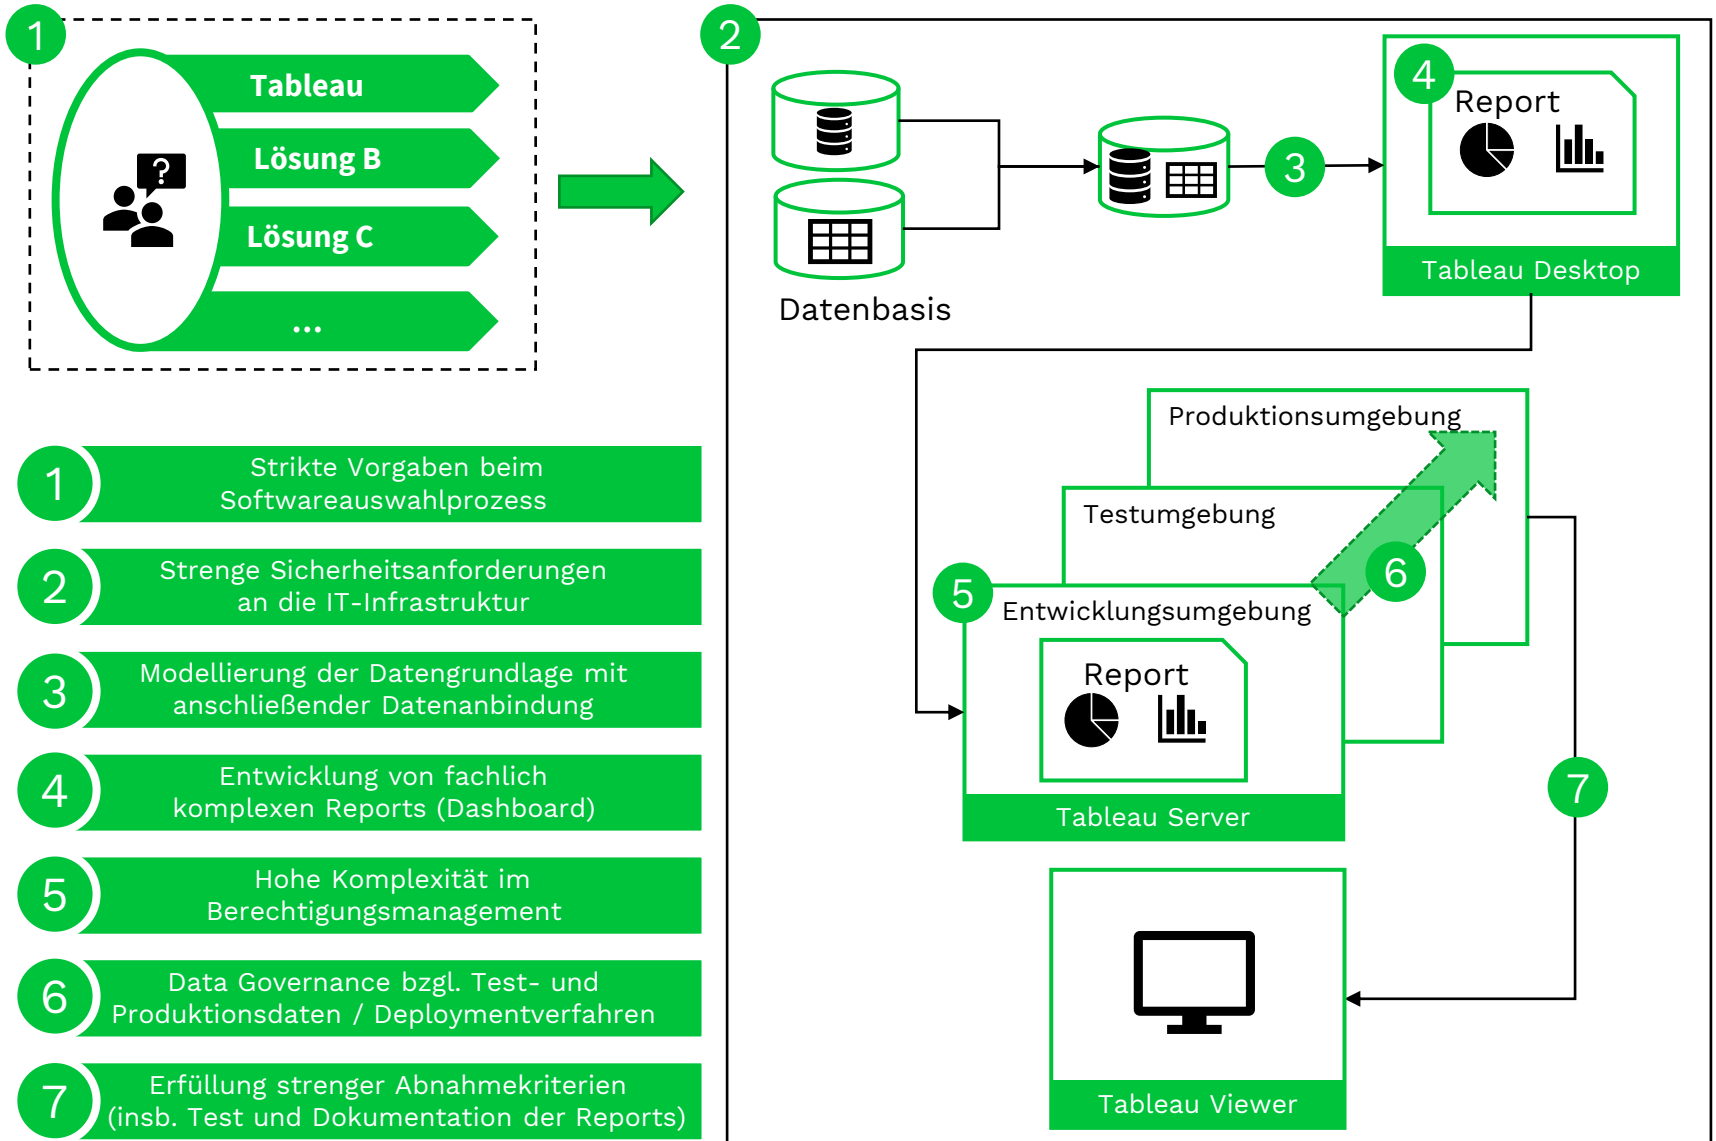 1
Tableau
Lösung B
Lösung C
...
1
Strikte Vorgaben beim
Softwareauswahlprozess
2
Strenge Sicherheitsanforderungen
an die IT-Infrastruktur
3
Modellierung der Datengrundlage mit
anschließender Datenanbindung
4
Entwicklung von fachlich
komplexen Reports (Dashboard)
5
Hohe Komplexität im
Berechtigungsmanagement
6
Data Governance bzgl. Test- und
Produktionsdaten / Deploymentverfahren
7
Erfüllung strenger Abnahmekriterien
(insb. Test und Dokumentation der Reports)
2
Datenbasis
3
4
Report
Tableau Desktop
Produktionsumgebung
Testumgebung
6
5
Entwicklungsumgebung
Report
Tableau Server
7
Tableau Viewer
?